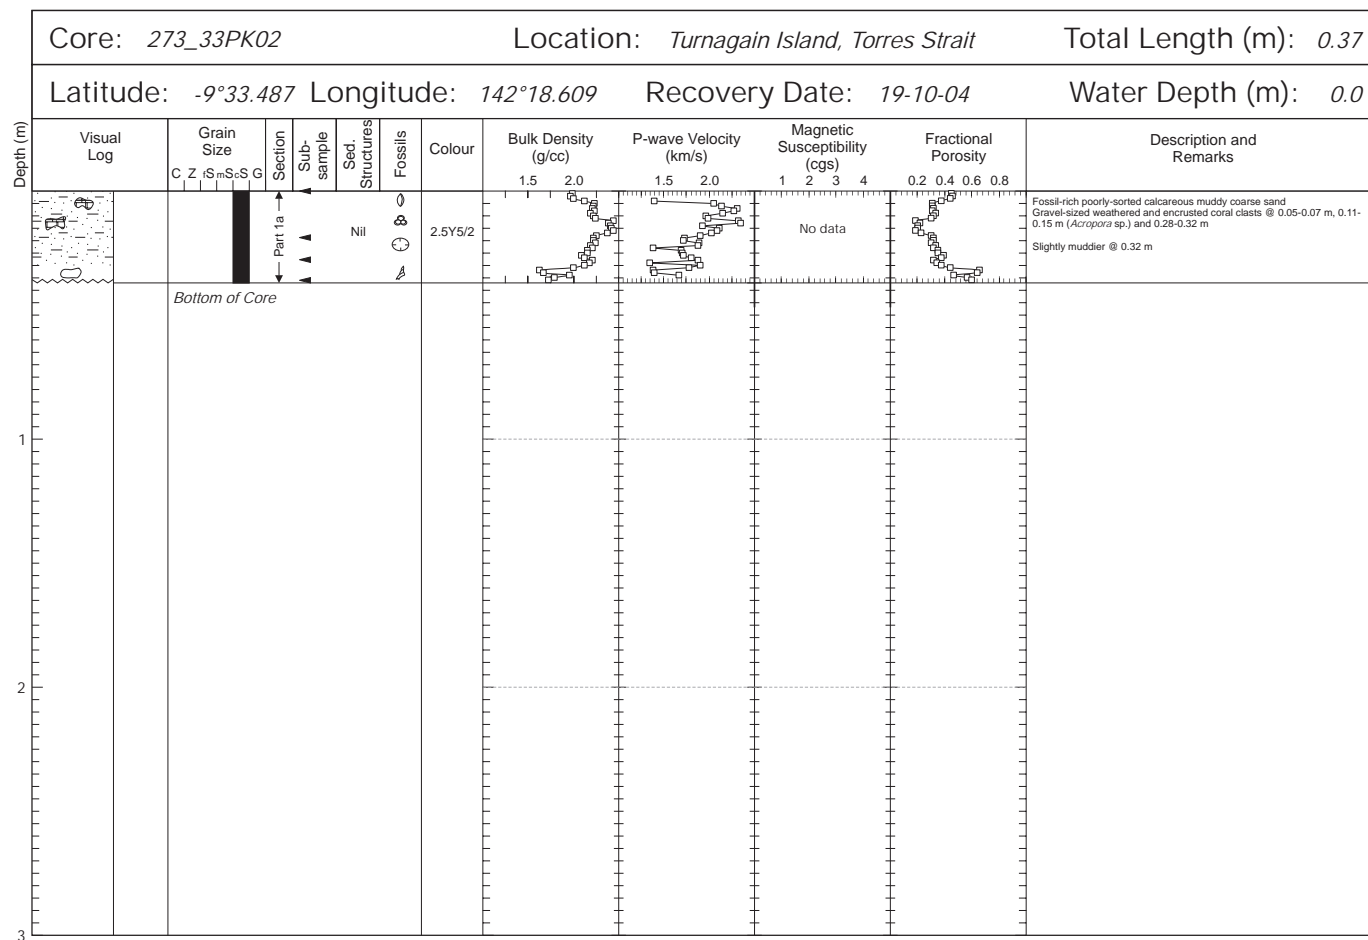 Core: 273_33PK02 Location: Turnagain Island, Torres Strait Total Length (m): 0.37
Latitude: -9°33.487 Longitude: 142°18.609 Recovery Date: 19-10-04 Water Depth (m): 0.0
Depth (m)
Visual
Log
Grain
Size
C Z fS mS cS G
Section
Sub-
sample
Sed.
Structures
Fossils
Colour
Bulk Density
(g/cc)
1.5 2.0
P-wave Velocity
(km/s)
1.5 2.0
Magnetic
Susceptibility
(cgs)
1 2 3 4
Fractional
Porosity
0.2 0.4 0.6 0.8
Description and
Remarks
Part 1a
Nil
2.5Y5/2
No data
Fossil-rich poorly-sorted calcareous muddy coarse sand
Gravel-sized weathered and encrusted coral clasts @ 0.05-0.07 m, 0.11-
0.15 m (Acropora sp.) and 0.28-0.32 m
Slightly muddier @ 0.32 m
Bottom of Core
1
2
3